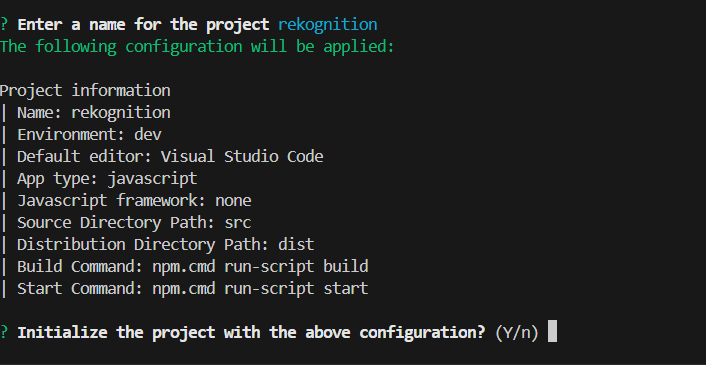 ? Enter a name for the project rekognition
The following configuration will be applied:
Project information
| Name: rekognition
| Environment: dev
| Default editor: Visual Studio Code
| App type: javascript
| Javascript framework: none
| Source Directory Path: src
| Distribution Directory Path: dist
| Build Command: npm.cmd run-script build
| Start Command: npm.cmd run-script start
? Initialize the project with the above configuration? (Y/n)